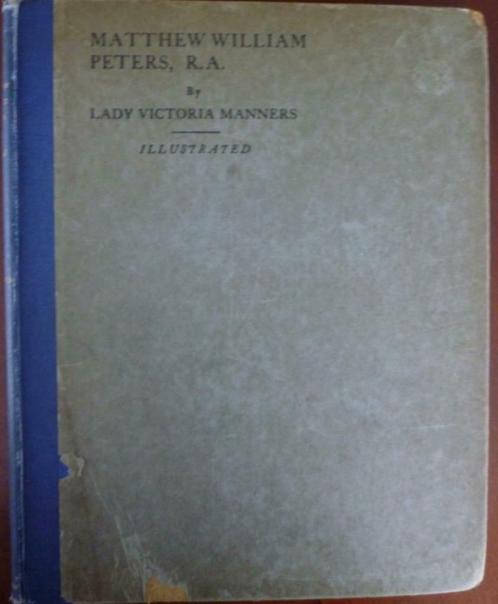 MATTHEW WILLIAM
PETERS, R.A.
By
LADY VICTORIA MANNERS
ILLUSTRATED